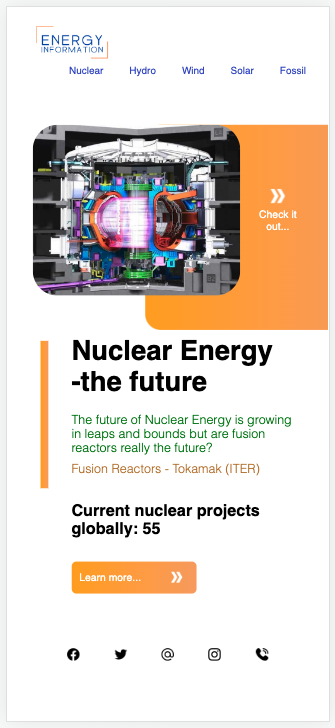 ENERGY
INFORMATION
Nuclear Hydro Wind Solar Fossil
Check it
out...
Nuclear Energy
-the future
The future of Nuclear Energy is growing
in leaps and bounds but are fusion
reactors really the future?
Fusion Reactors - Tokamak (ITER)
Current nuclear projects
globally: 55
Learn more...